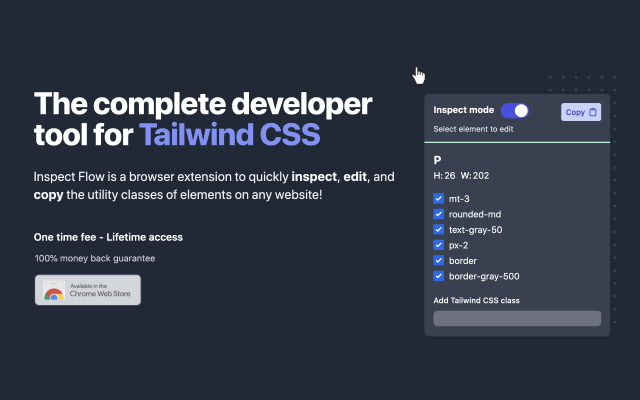 The complete developer
tool for Tailwind CSS
Inspect Flow is a browser extension to quickly inspect, edit, and
copy the utility classes of elements on any website!
One time fee - Lifetime access
100% money back guarantee
Available in the
Chrome Web Store
Inspect mode
Copy
Select element to edit
P
H: 26 W: 202
mt-3
rounded-md
text-gray-50
px-2
border
border-gray-500
Add Tailwind CSS class